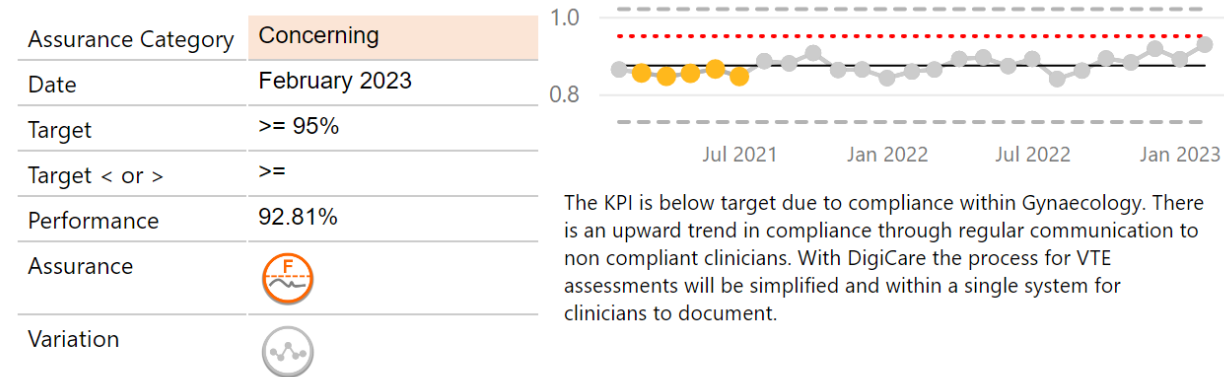 Assurance Category Concerning
Date February 2023
Target >= 95%
Target < or > >=
Performance 92.81%
Assurance F
Variation
1.0
0.8
Jul 2021 Jan 2022 Jul 2022 Jan 2023
The KPI is below target due to compliance within Gynaecology. There
is an upward trend in compliance through regular communication to
non compliant clinicians. With DigiCare the process for VTE
assessments will be simplified and within a single system for
clinicians to document.